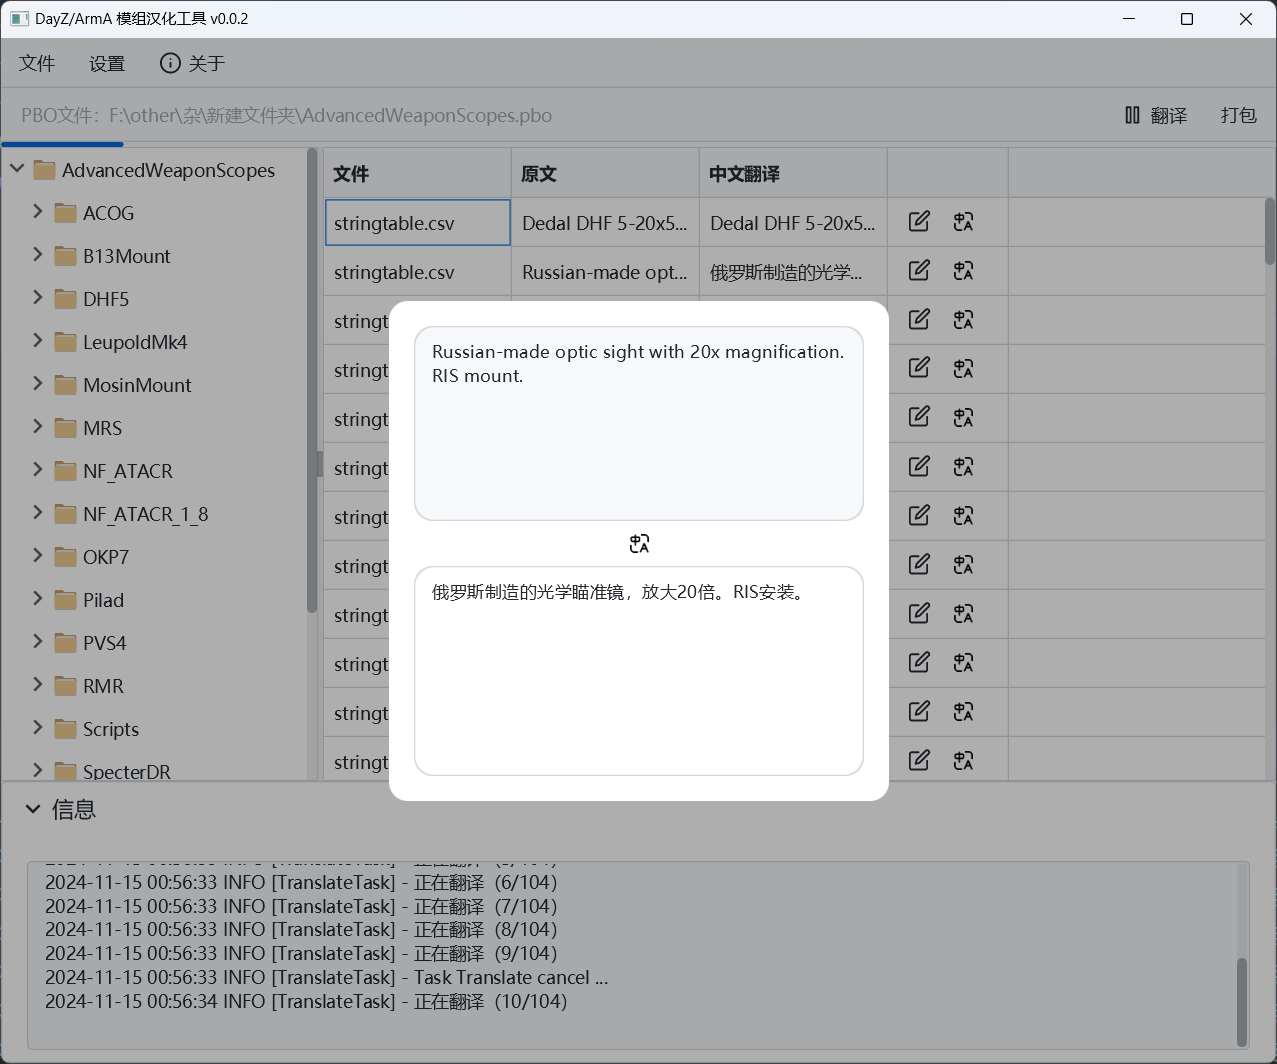 DayZ/ArmA 模组汉化工具 v0.0.2
文件 设置 关于
PBO文件：F:\other\杂\新建文件夹\AdvancedWeaponScopes.pbo 翻译 打包
AdvancedWeaponScopes
ACOG
B13Mount
DHF5
LeupoldMk4
MosinMount
MRS
NF_ATACR
NF_ATACR_1_8
OKP7
Pilad
PVS4
RMR
Scripts
SpecterDR
文件 原文 中文翻译
stringtable.csv Dedal DHF 5-20x5... Dedal DHF 5-20x5...
stringtable.csv Russian-made opt... 俄罗斯制造的光学...
stringt
stringt
stringt
stringt
stringt
stringt
stringt
stringt
stringt
stringt
Russian-made optic sight with 20x magnification.
RIS mount.
俄罗斯制造的光学瞄准镜，放大20倍。RIS安装。
信息
2024-11-15 00:56:33 INFO [TranslateTask] - 正在翻译（6/104）
2024-11-15 00:56:33 INFO [TranslateTask] - 正在翻译（7/104）
2024-11-15 00:56:33 INFO [TranslateTask] - 正在翻译（8/104）
2024-11-15 00:56:33 INFO [TranslateTask] - 正在翻译（9/104）
2024-11-15 00:56:33 INFO [TranslateTask] - Task Translate cancel ...
2024-11-15 00:56:34 INFO [TranslateTask] - 正在翻译（10/104）